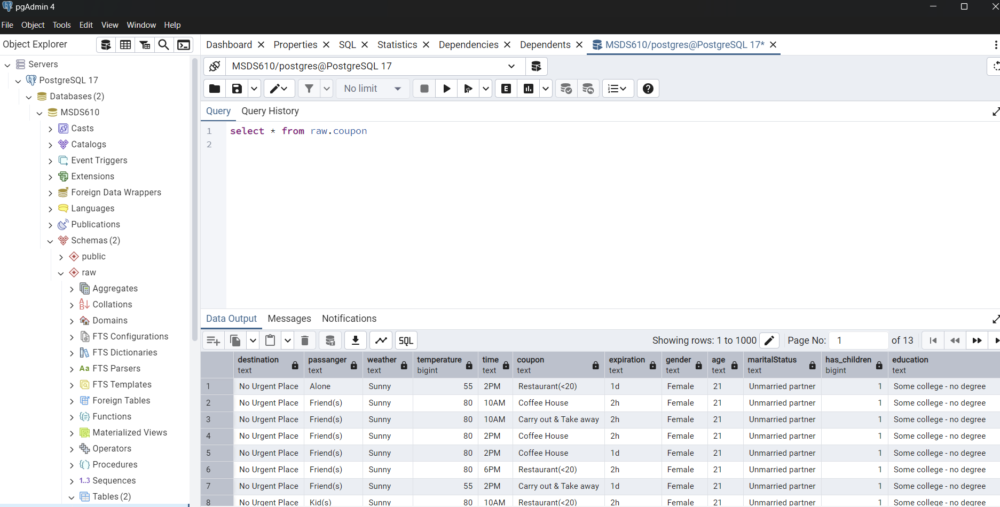 pgAdmin 4
File Object Tools Edit View Window Help
Object Explorer
Dashboard Properties SQL Statistics Dependencies Dependents MSDS610/postgres@PostgreSQL 17*
Servers
PostgreSQL 17
Databases (2)
MSDS610
Casts
Catalogs
Event Triggers
Extensions
Foreign Data Wrappers
Languages
Publications
Schemas (2)
public
raw
Aggregates
Collations
Domains
FTS Configurations
FTS Dictionaries
Aa FTS Parsers
FTS Templates
Foreign Tables
Functions
Materialized Views
Operators
Procedures
1..3 Sequences
Tables (2)
MSDS610/postgres@PostgreSQL 17
No limit E
Query Query History
1 select * from raw.coupon
2
Data Output Messages Notifications
SQL Showing rows: 1 to 1000 Page No: 1 of 13
destination passanger weather temperature time coupon expiration gender age maritalStatus has_children education
text text text bigint text text text text text text bigint text
1 No Urgent Place Alone Sunny 55 2PM Restaurant(<20) 1d Female 21 Unmarried partner 1 Some college - no degree
2 No Urgent Place Friend(s) Sunny 80 10AM Coffee House 2h Female 21 Unmarried partner 1 Some college - no degree
3 No Urgent Place Friend(s) Sunny 80 10AM Carry out & Take away 2h Female 21 Unmarried partner 1 Some college - no degree
4 No Urgent Place Friend(s) Sunny 80 2PM Coffee House 2h Female 21 Unmarried partner 1 Some college - no degree
5 No Urgent Place Friend(s) Sunny 80 2PM Coffee House 1d Female 21 Unmarried partner 1 Some college - no degree
6 No Urgent Place Friend(s) Sunny 80 6PM Restaurant(<20) 2h Female 21 Unmarried partner 1 Some college - no degree
7 No Urgent Place Friend(s) Sunny 55 2PM Carry out & Take away 1d Female 21 Unmarried partner 1 Some college - no degree
8 No Urgent Place Kid(s) Sunny 80 10AM Restaurant(<20) 2h Female 21 Unmarried partner 1 Some college - no degree